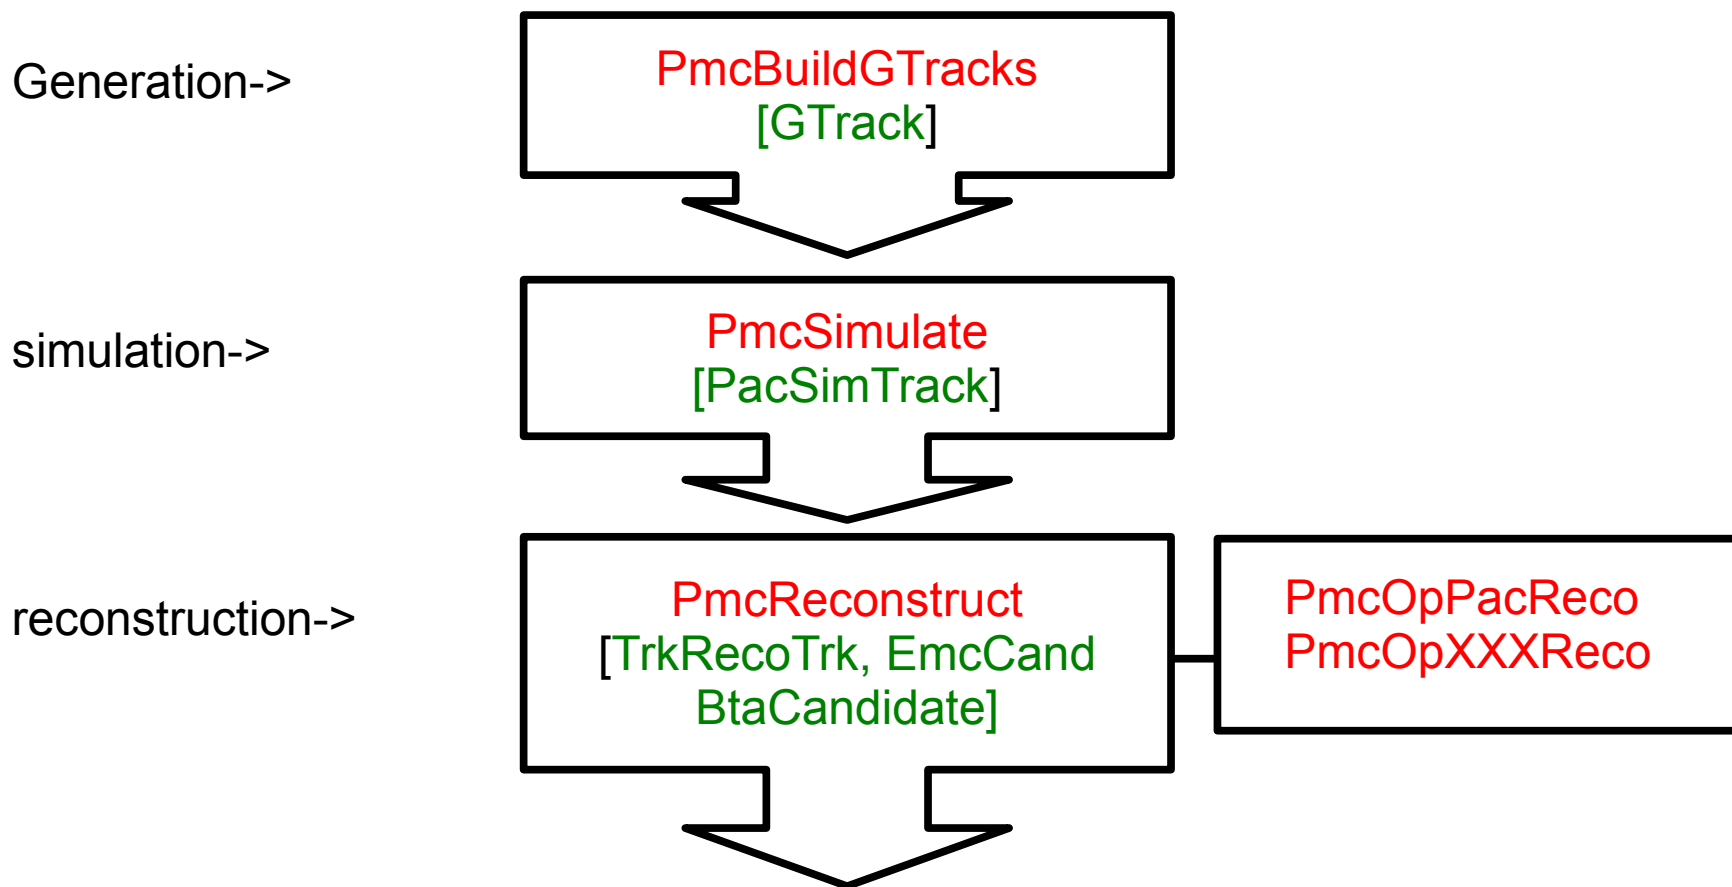 Generation->
PmcBuildGTracks
[GTrack]
simulation->
PmcSimulate
[PacSimTrack]
reconstruction->
PmcReconstruct
[TrkRecoTrk, EmcCand
BtaCandidate]
PmcOpPacReco
PmcOpXXXReco